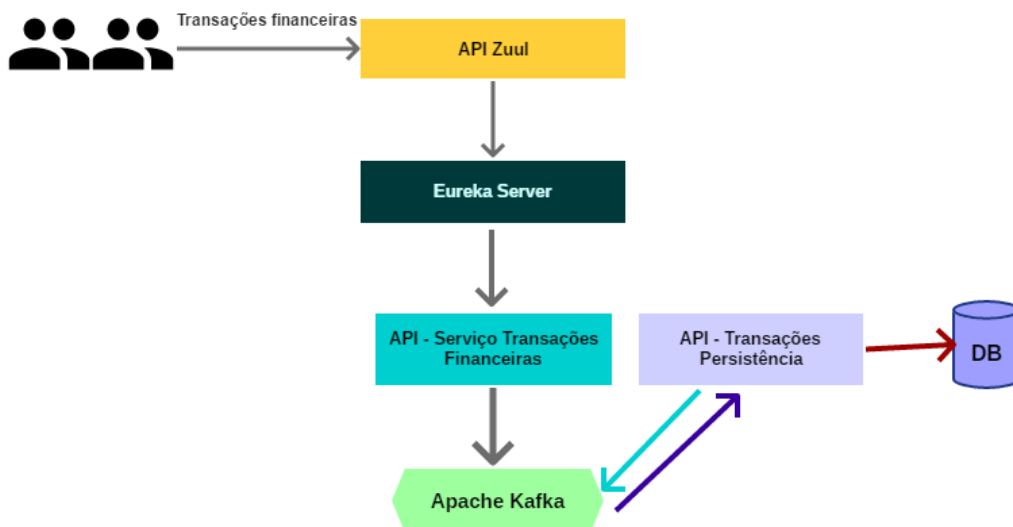 Transações financeiras
API Zuul
Eureka Server
API - Serviço Transações
Financeiras
API - Transações
Persistência
DB
Apache Kafka